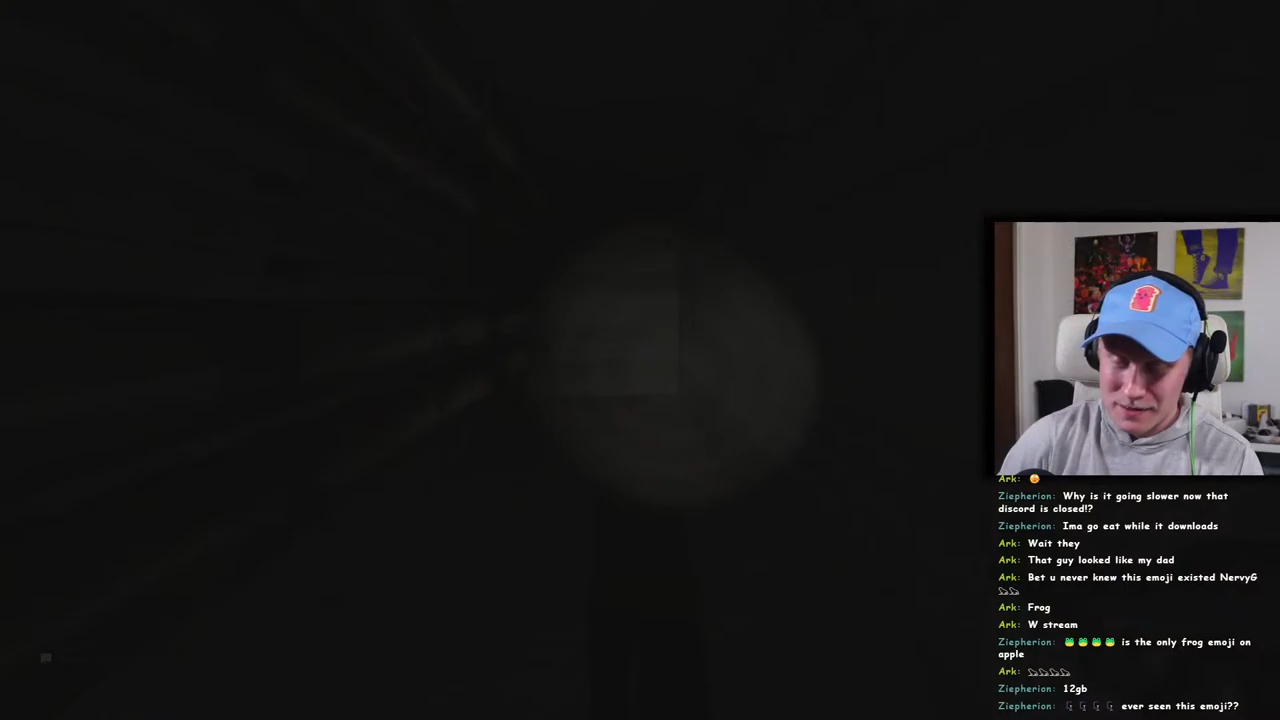 Ark:
Ziepherion: Why is it going slower now that
discord is closed!?
Ziepherion: Ima go eat while it downloads
Ark: Wait they
Ark: That guy looked like my dad
Ark: Bet u never knew this emoji existed NervyG
𓆏𓆏
Ark: Frog
Ark: W stream
Ziepherion: 🐸🐸🐸🐸 is the only frog emoji on
apple
Ark: 𓆏𓆏𓆏𓆏
Ziepherion: 12gb
Ziepherion: ever seen this emoji??